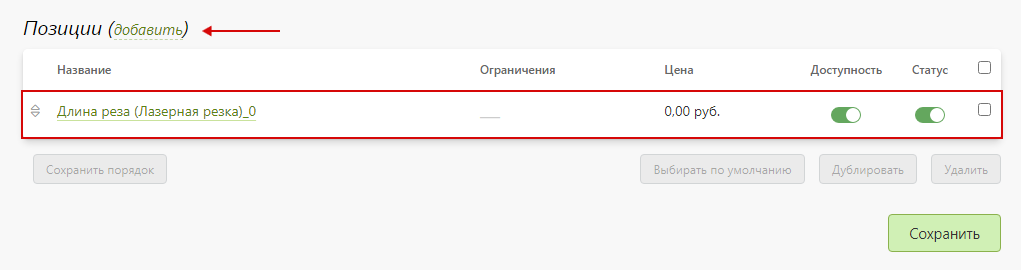 Позиции (добавить)
Название Ограничения Цена Доступность Статус
Длина реза (Лазерная резка)_0 ___ 0,00 руб.
Сохранить порядок Выбирать по умолчанию Дублировать Удалить
Сохранить